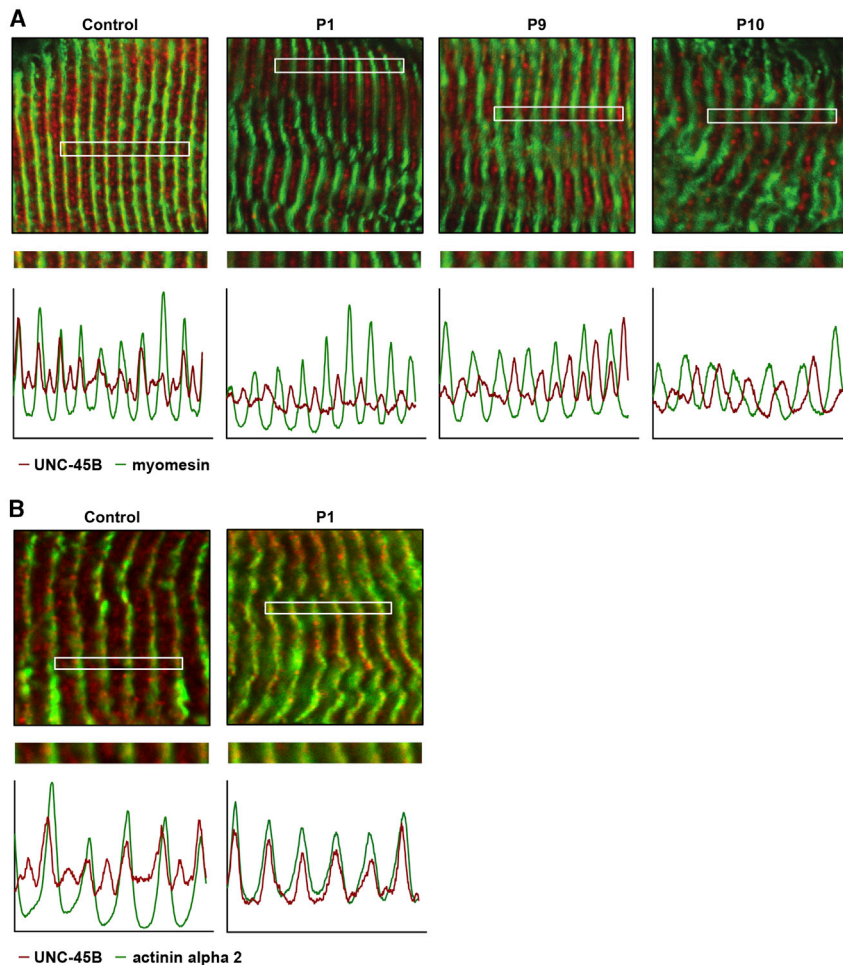 A
Control P1 P9 P10
— UNC-45B — myomesin
B
Control P1
— UNC-45B — actinin alpha 2